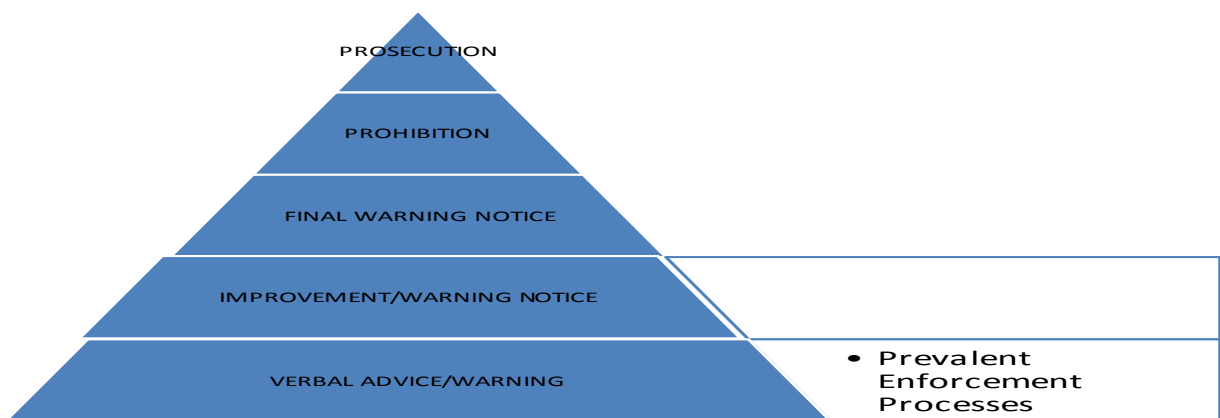 PROSECUTION
PROHIBITION
FINAL WARNING NOTICE
IMPROVEMENT/WARNING NOTICE
VERBAL ADVICE/WARNING
• Prevalent
Enforcement
Processes